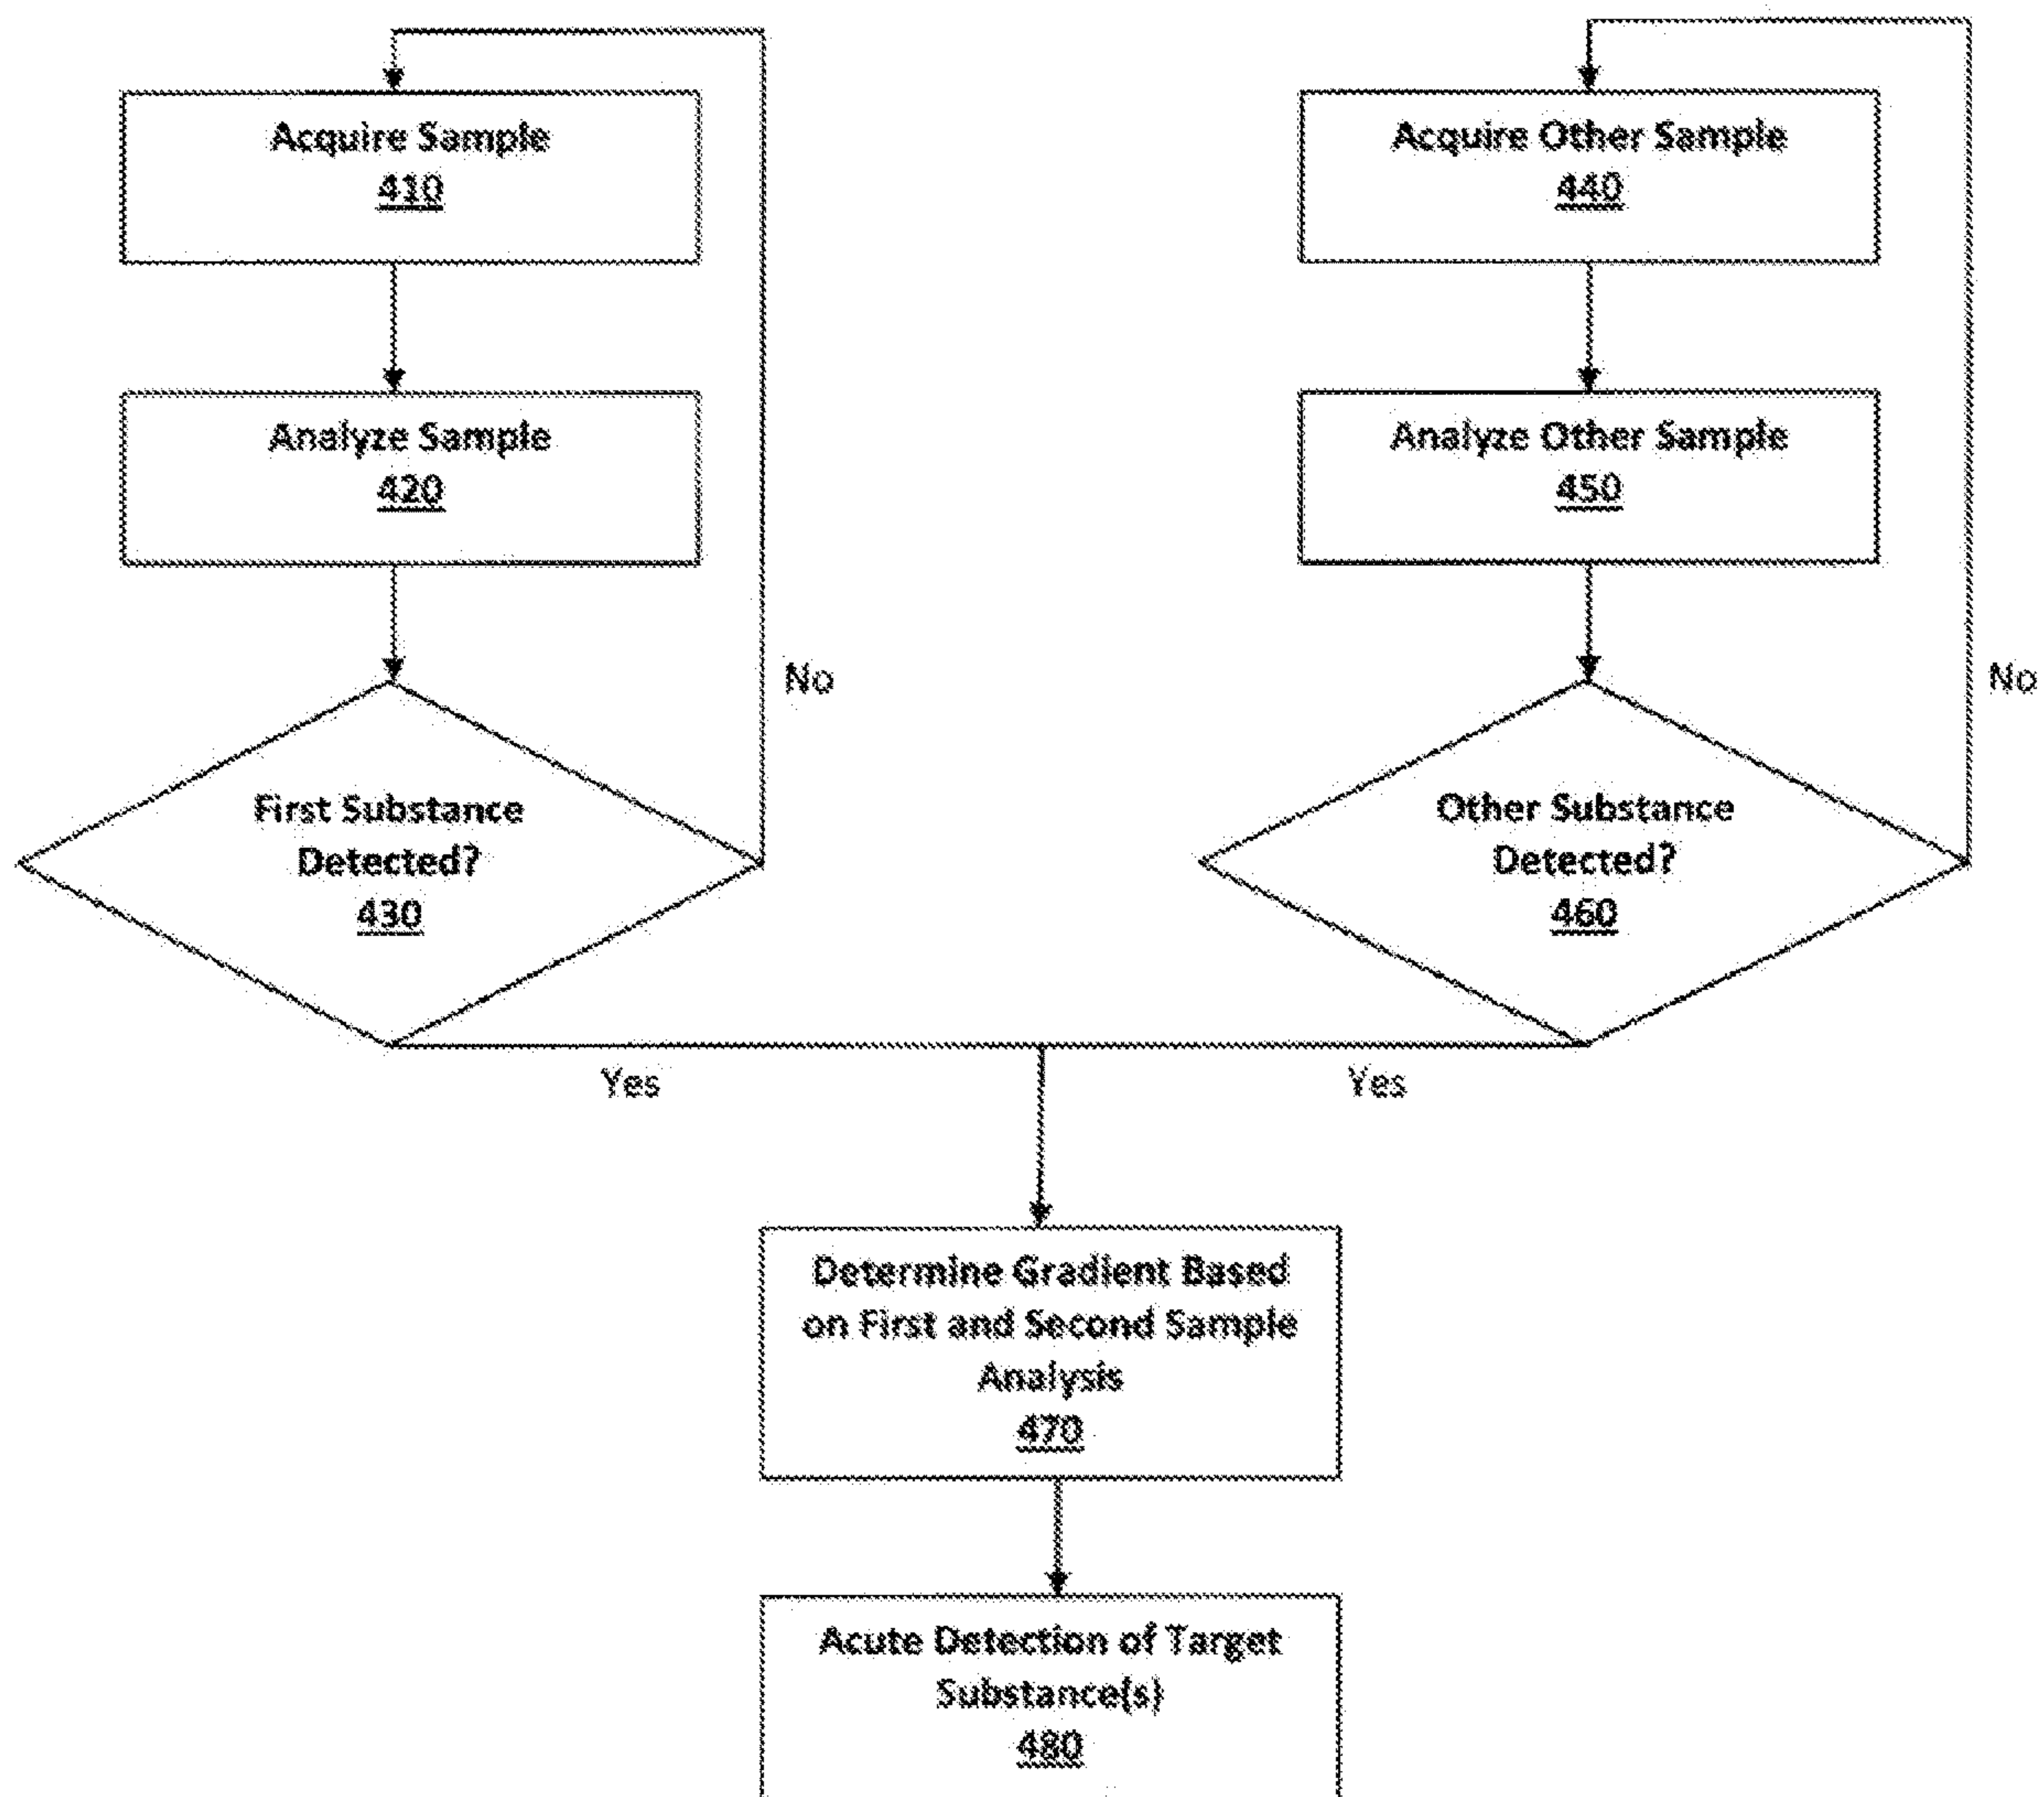 Acquire Sample
410
Acquire Other Sample
440
Analyze Sample
420
Analyze Other Sample
450
No
No
First Substance
Detected?
430
Other Substance
Detected?
460
Yes
Yes
Determine Gradient Based
on First and Second Sample
Analysis
470
Acute Detection of Target
Substance(s)
480